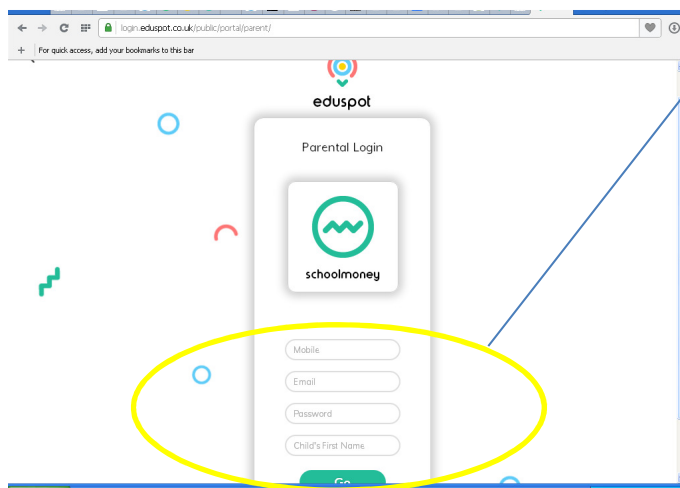 login.eduspot.co.uk/public/portal/parent/
+ For quick access, add your bookmarks to this bar
eduspot
Parental Login
schoolmoney
Mobile
Email
Password
Child's First Name
Go